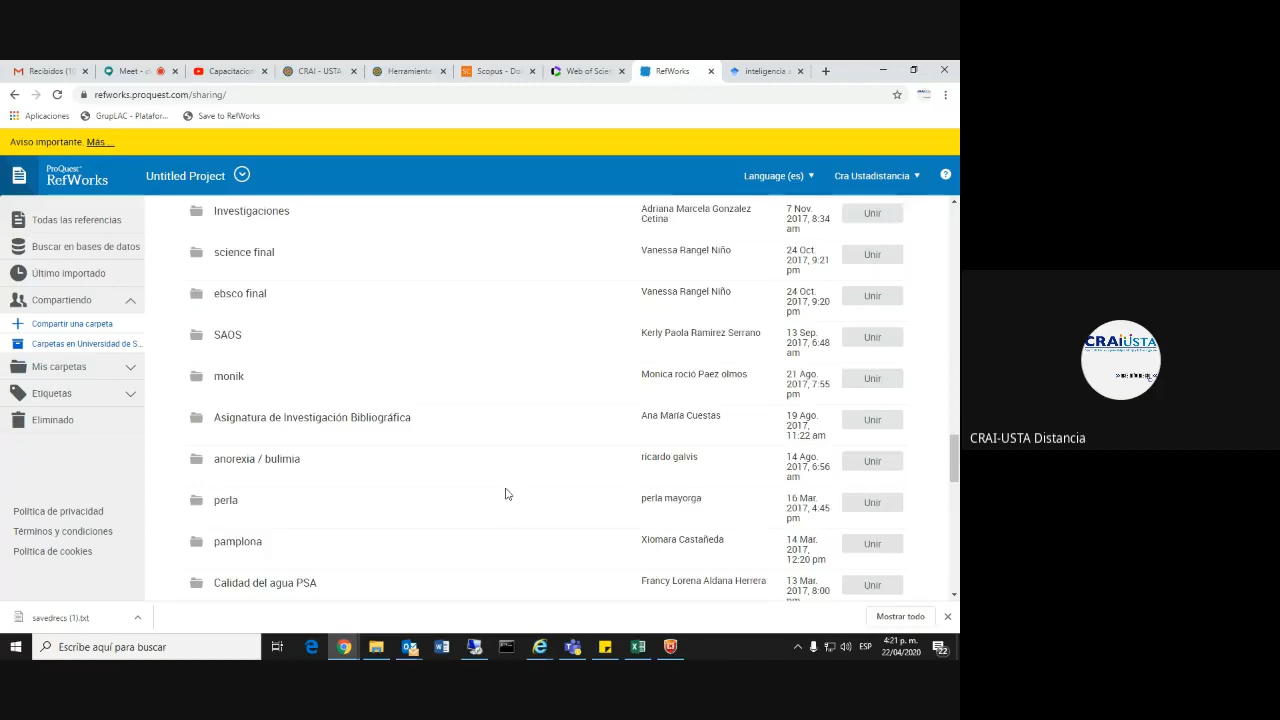 Recibidos (1
Meet - c
Capacitacion
CRAI - USTA
Herramienta
Scopus - Do
Web of Scien
RefWorks
inteligencia a
refworks.proquest.com/sharing/
Aplicaciones
GrupLAC - Platafor...
Save to RefWorks
Aviso importante. Más ...
ProQuest
RefWorks
Untitled Project
Language (es)
Cra Ustadistancia
Todas las referencias
Buscar en bases de datos
Último importado
Compartiendo
Compartir una carpeta
Carpetas en Universidad de S...
Mis carpetas
Etiquetas
Eliminado
Política de privacidad
Términos y condiciones
Política de cookies
Investigaciones
Adriana Marcela Gonzalez
Cetina
7 Nov.
2017, 8:34
am
Unir
science final
Vanessa Rangel Niño
24 Oct.
2017, 9:21
pm
Unir
ebsco final
Vanessa Rangel Niño
24 Oct.
2017, 9:20
pm
Unir
SAOS
Kerly Paola Ramirez Serrano
13 Sep.
2017, 6:48
am
Unir
monik
Monica roció Paez olmos
21 Ago.
2017, 7:55
pm
Unir
Asignatura de Investigación Bibliográfica
Ana María Cuestas
19 Ago.
2017,
11:22 am
Unir
anorexia / bulimia
ricardo galvis
14 Ago.
2017, 6:56
am
Unir
perla
perla mayorga
16 Mar.
2017, 4:45
pm
Unir
pamplona
Xiomara Castañeda
14 Mar.
2017,
12:20 pm
Unir
Calidad del agua PSA
Francy Lorena Aldana Herrera
13 Mar.
2017, 8:00
Unir
savedrecs (1).txt
Mostrar todo
Escribe aquí para buscar
ESP
4:21 p. m.
22/04/2020
22
CRAIUSTA
CRAI-USTA Distancia